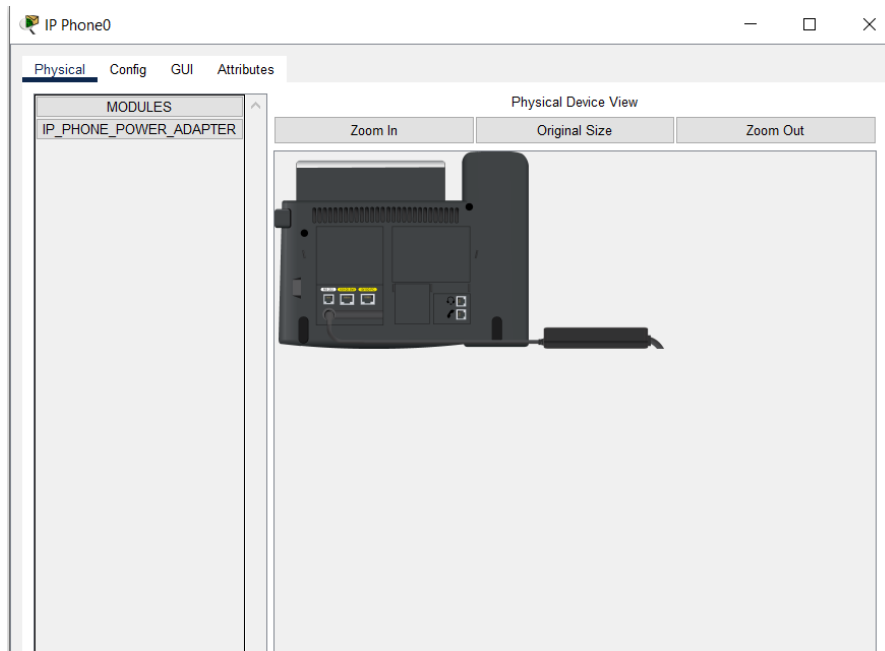 IP Phone0
Physical Config GUI Attributes
MODULES
IP_PHONE_POWER_ADAPTER
Physical Device View
Zoom In Original Size Zoom Out